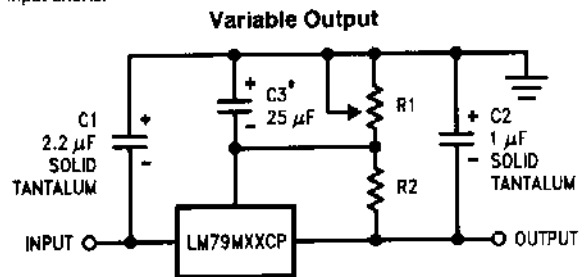 Variable Output
C1
2.2 µF
SOLID
TANTALUM
+
-
+
C3*
- 25 µF
R1
R2
+ C2
1 µF
- SOLID
TANTALUM
INPUT
LM79MXXCP
OUTPUT